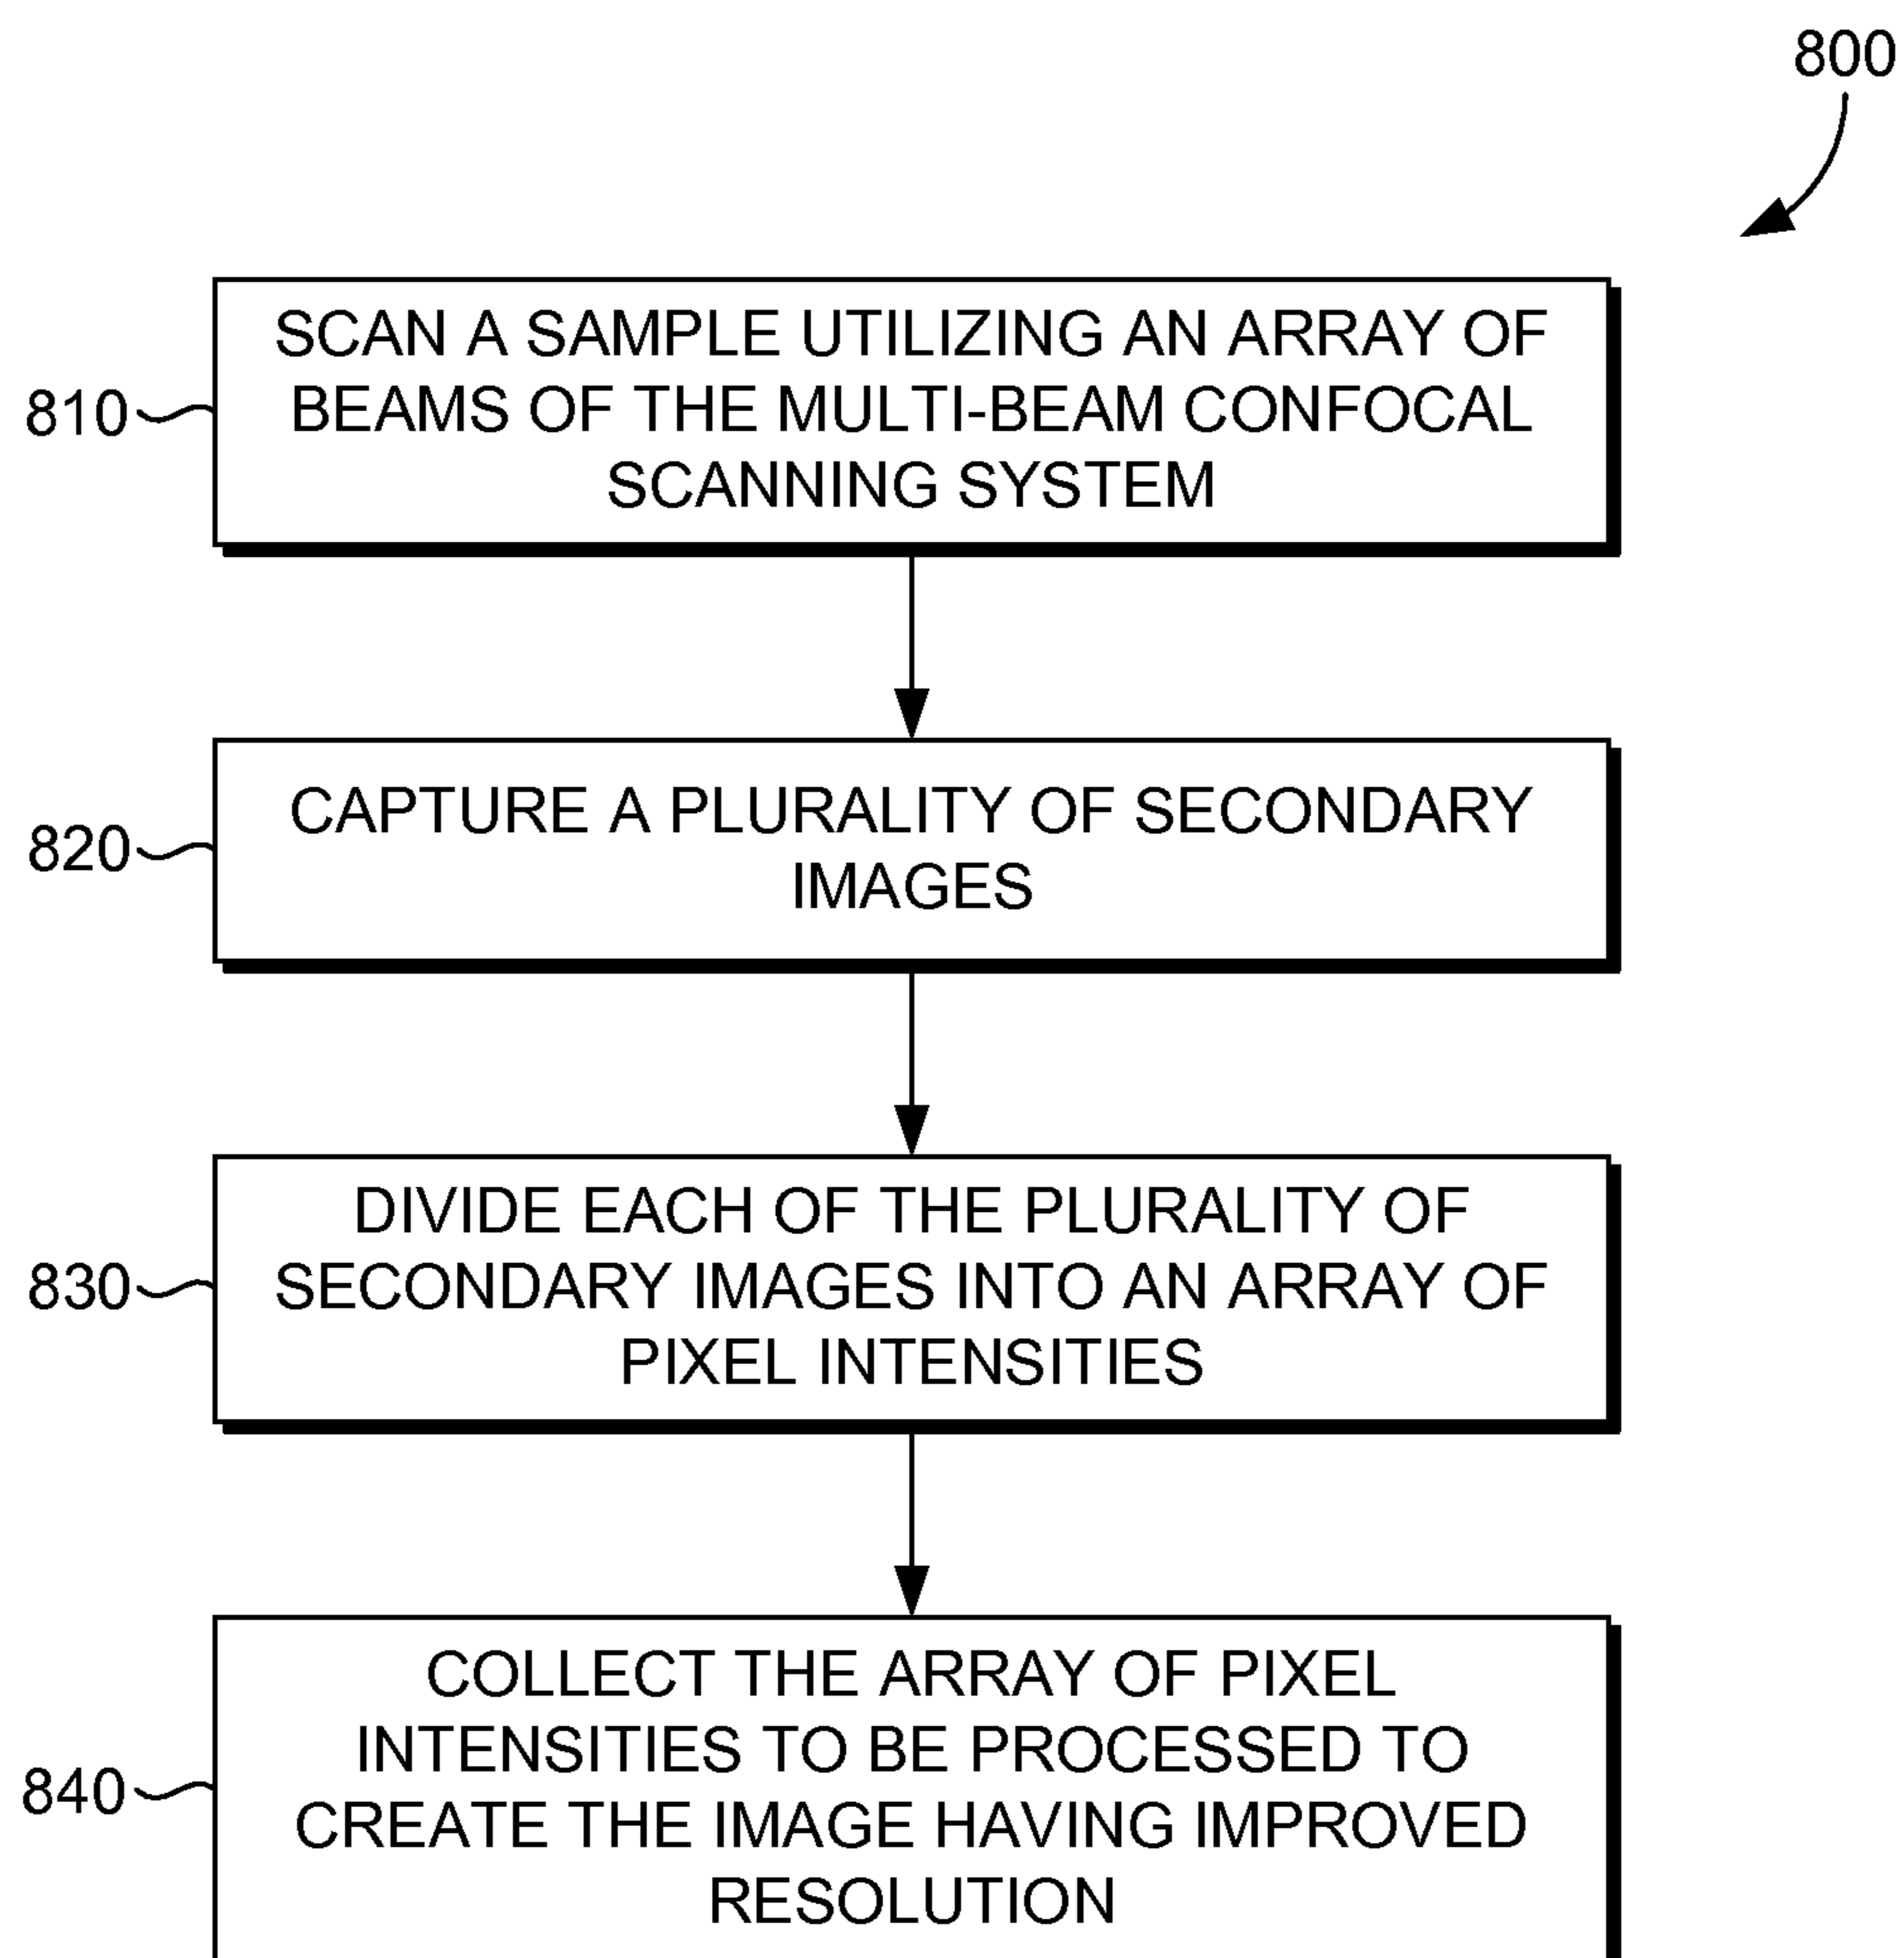 800
810
SCAN A SAMPLE UTILIZING AN ARRAY OF
BEAMS OF THE MULTI-BEAM CONFOCAL
SCANNING SYSTEM
820
CAPTURE A PLURALITY OF SECONDARY
IMAGES
830
DIVIDE EACH OF THE PLURALITY OF
SECONDARY IMAGES INTO AN ARRAY OF
PIXEL INTENSITIES
840
COLLECT THE ARRAY OF PIXEL
INTENSITIES TO BE PROCESSED TO
CREATE THE IMAGE HAVING IMPROVED
RESOLUTION